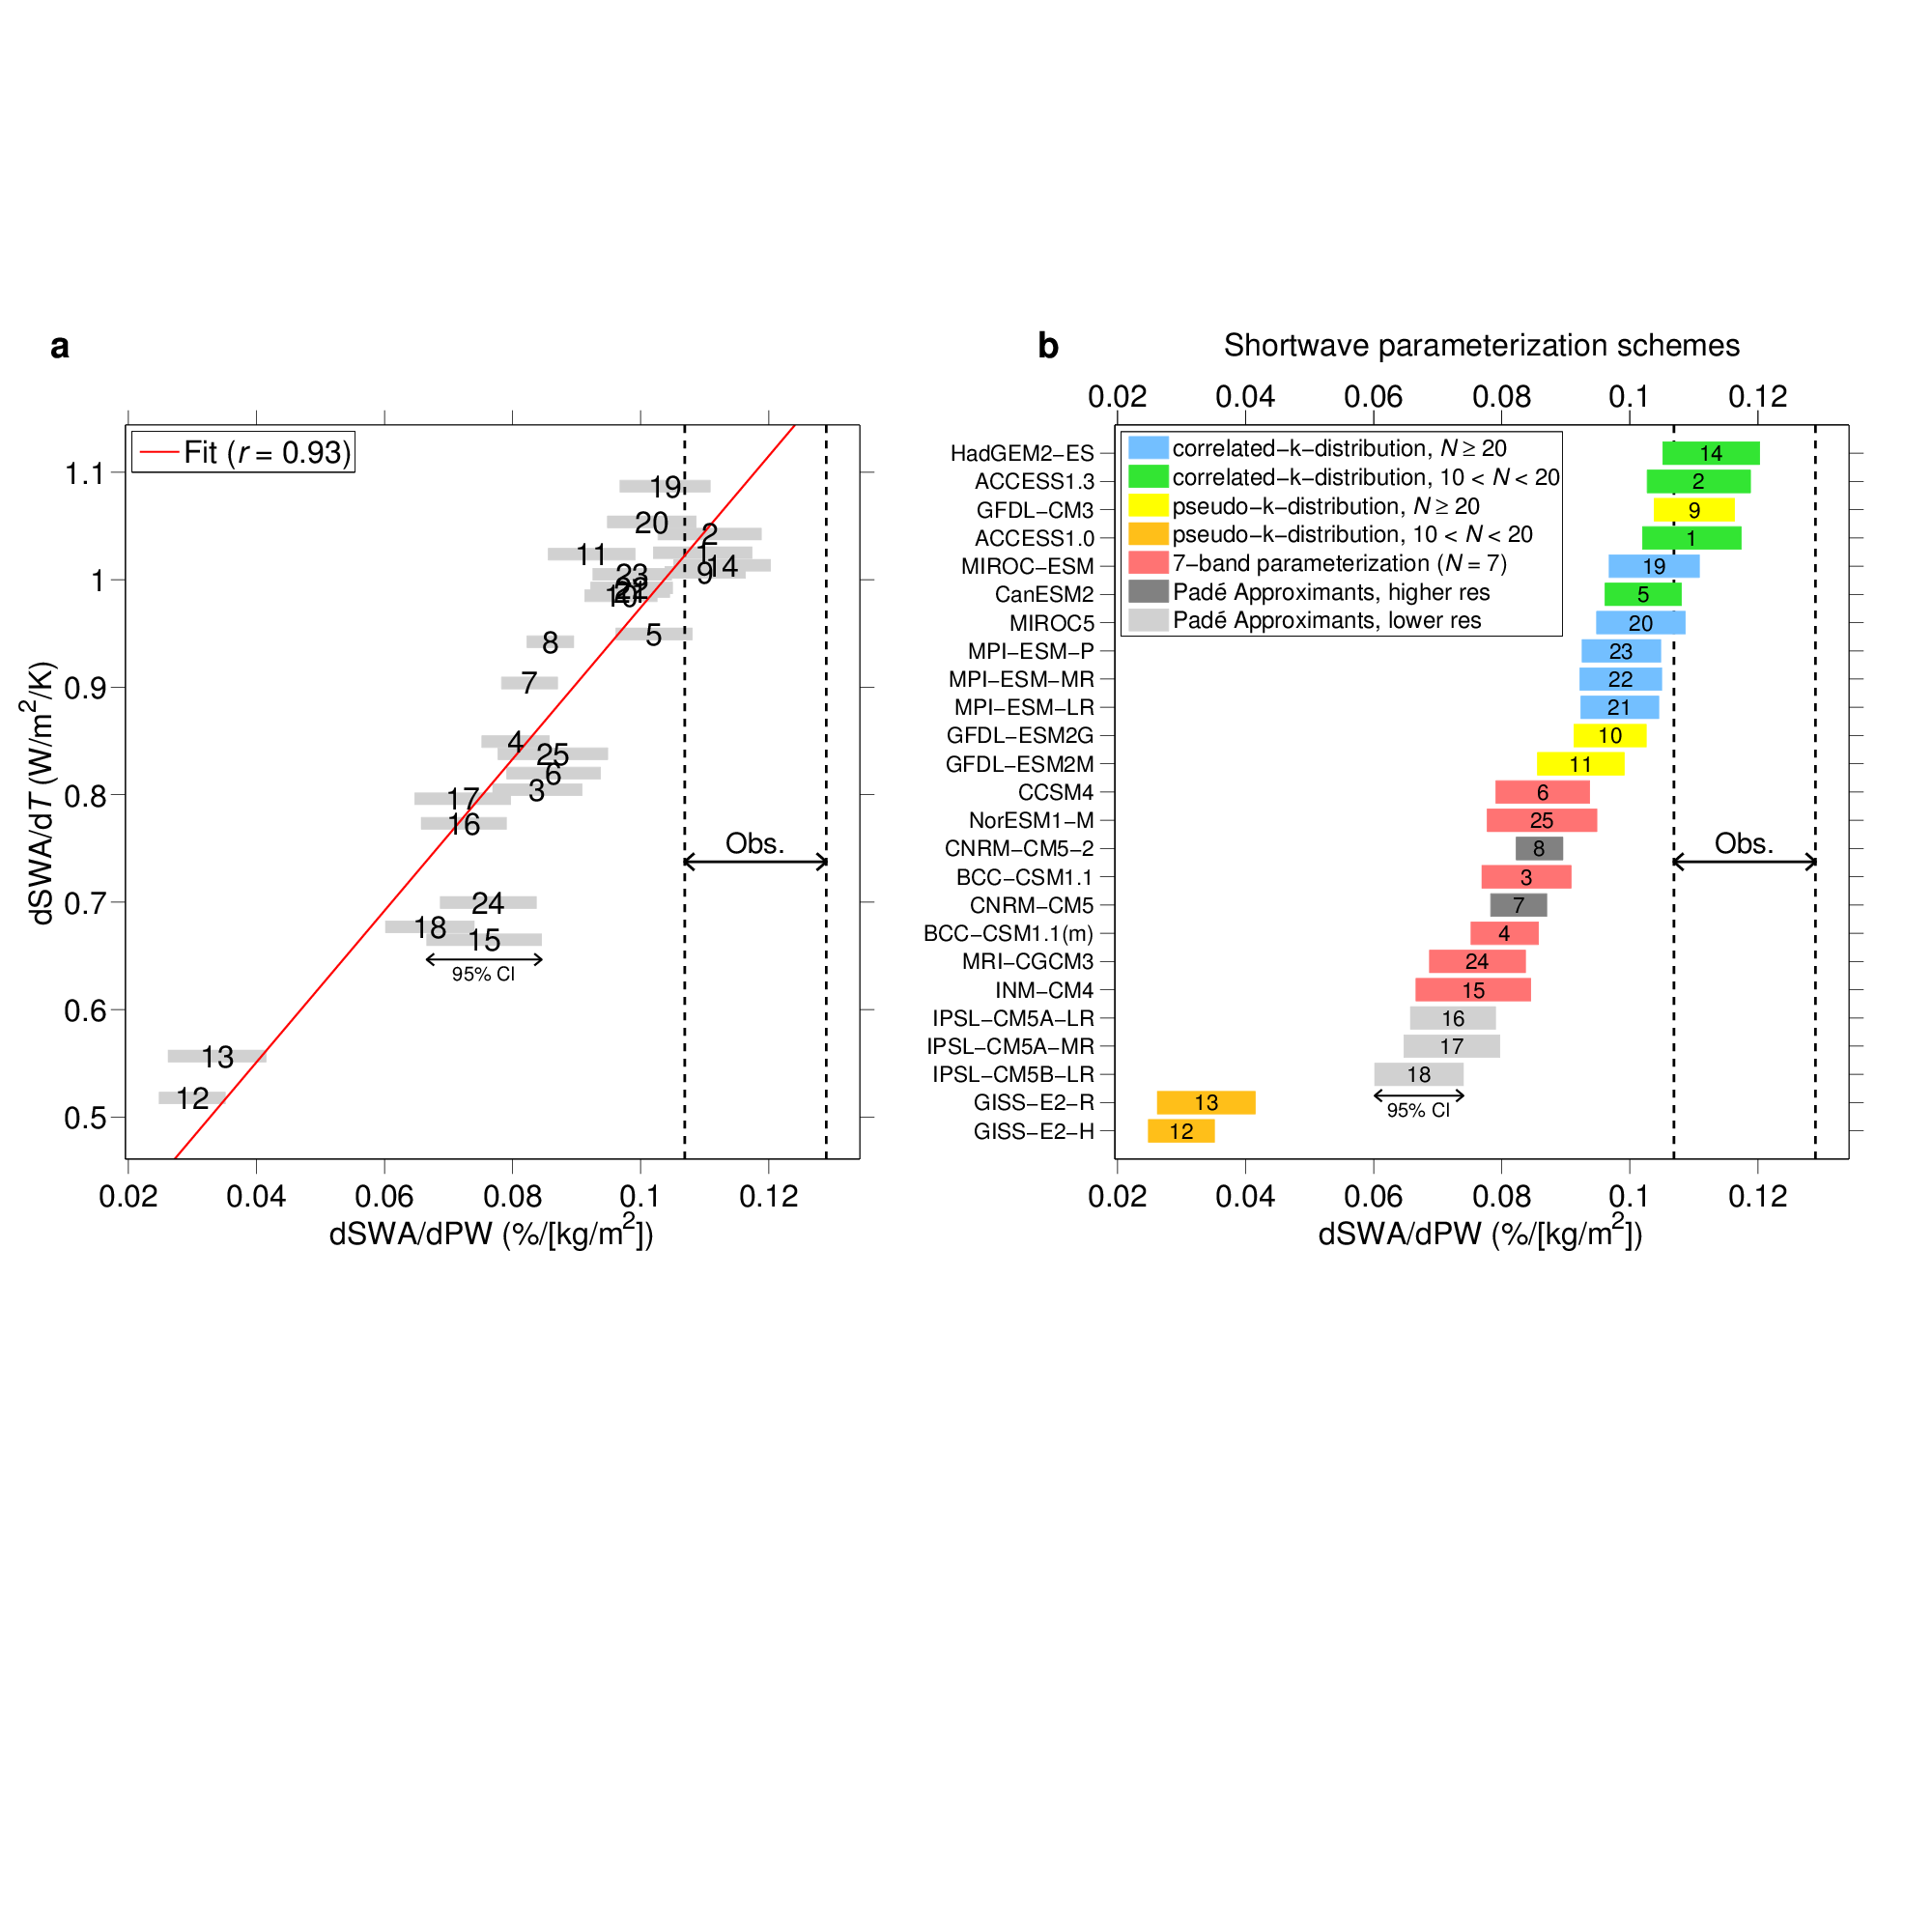 a
Fit (r = 0.93)
1.1
1
0.9
0.8
0.7
0.6
0.5
dSWA/dT (W/m²/K)
19
20
2
11
1
14
9
23
22
21
10
5
8
7
4
25
6
3
17
16
24
18
15
95% CI
13
12
Obs.
0.02 0.04 0.06 0.08 0.1 0.12
dSWA/dPW (%/[kg/m²])
b
Shortwave parameterization schemes
0.02 0.04 0.06 0.08 0.1 0.12
correlated−k−distribution, N ≥ 20
correlated−k−distribution, 10 < N < 20
pseudo−k−distribution, N ≥ 20
pseudo−k−distribution, 10 < N < 20
7−band parameterization (N = 7)
Padé Approximants, higher res
Padé Approximants, lower res
HadGEM2−ES 14
ACCESS1.3 2
GFDL−CM3 9
ACCESS1.0 1
MIROC−ESM 19
CanESM2 5
MIROC5 20
MPI−ESM−P 23
MPI−ESM−MR 22
MPI−ESM−LR 21
GFDL−ESM2G 10
GFDL−ESM2M 11
CCSM4 6
NorESM1−M 25
CNRM−CM5−2 8
Obs.
BCC−CSM1.1 3
CNRM−CM5 7
BCC−CSM1.1(m) 4
MRI−CGCM3 24
INM−CM4 15
IPSL−CM5A−LR 16
IPSL−CM5A−MR 17
IPSL−CM5B−LR 18
95% CI
GISS−E2−R 13
GISS−E2−H 12
0.02 0.04 0.06 0.08 0.1 0.12
dSWA/dPW (%/[kg/m²])